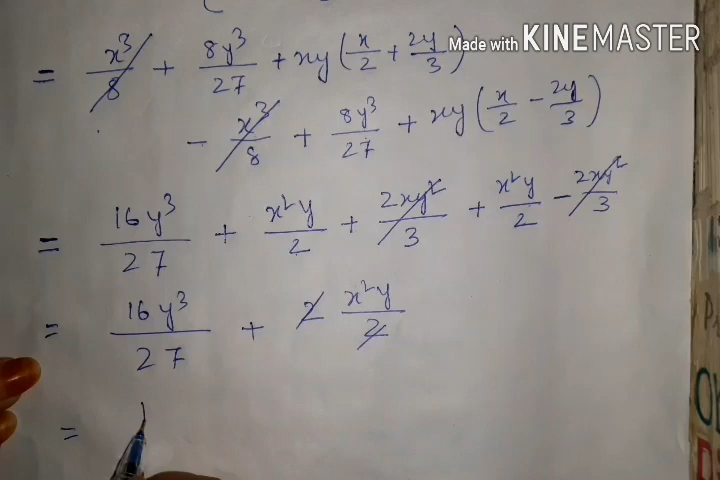 Made with KINEMASTER
= x³/8 + 8y³/27 + xy(x/2 + 2y/3)
- x³/8 + 8y³/27 + xy(x/2 - 2y/3)
= 16y³/27 + x²y/2 + 2xy²/3 + x²y/2 - 2xy²/3
= 16y³/27 + 2 x²y/2
=